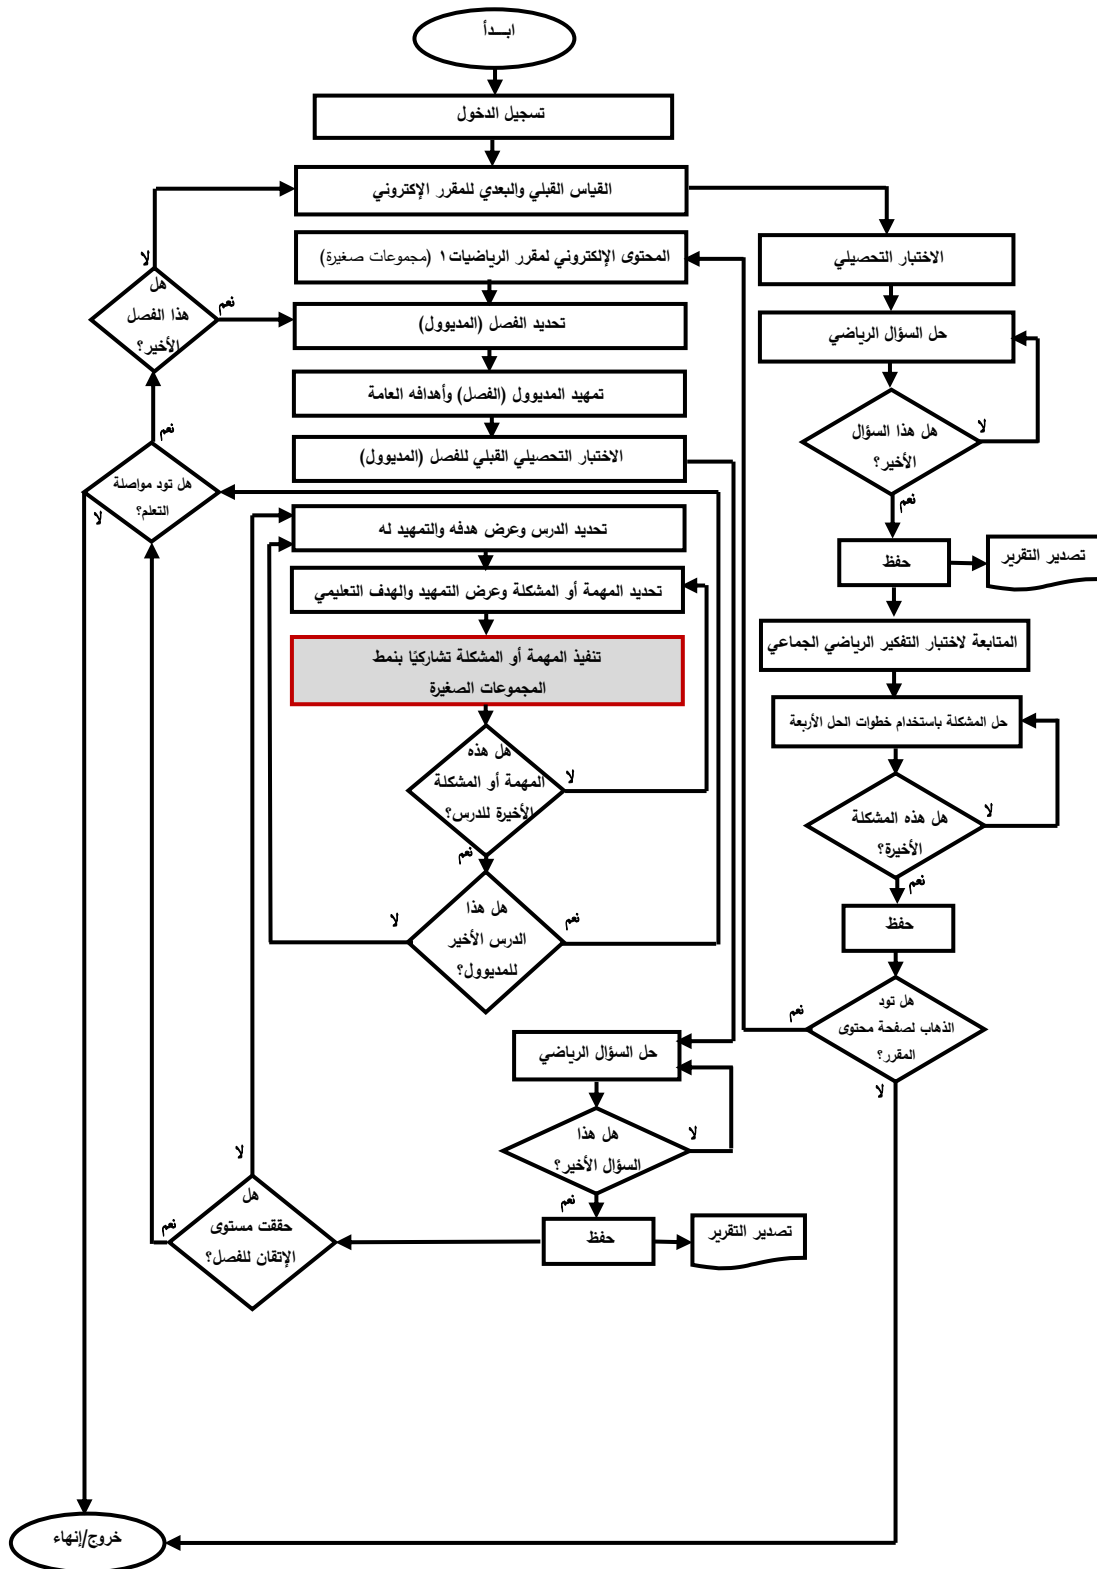 ابـــدأ
تسجيل الدخول
القياس القبلي والبعدي للمقرر الإكتروني
الاختبار التحصيلي
المحتوى الإلكتروني لمقرر الرياضيات١ (مجموعات صغيرة)
لا
هل
هذا الفصل
الأخير؟
نعم
تحديد الفصل (المديوول)
حل السؤال الرياضي
تمهيد المديوول (الفصل) وأهدافه العامة
هل هذا السؤال
الأخير؟
لا
نعم
نعم
الاختبار التحصيلي القبلي للفصل (المديوول)
هل تود مواصلة
التعلم؟
لا
تحديد الدرس وعرض هدفه والتمهيد له
حفظ
تصدير التقرير
تحديد المهمة أو المشكلة وعرض التمهيد والهدف التعليمي
المتابعة لاختبار التفكير الرياضي الجماعي
تنفيذ المهمة أو المشكلة تشاركيًا بنمط
المجموعات الصغيرة
حل المشكلة باستخدام خطوات الحل الأربعة
هل هذه
المهمة أو المشكلة
الأخيرة للدرس؟
لا
نعم
هل هذه المشكلة
الأخيرة؟
لا
نعم
هل هذا
الدرس الأخير
للمديوول؟
نعم
لا
حفظ
هل تود
الذهاب لصفحة محتوى
المقرر؟
نعم
لا
حل السؤال الرياضي
هل هذا
السؤال الأخير؟
لا
نعم
لا
هل
حققت مستوى
الإتقان للفصل؟
نعم
حفظ
تصدير التقرير
خروج/إنهاء